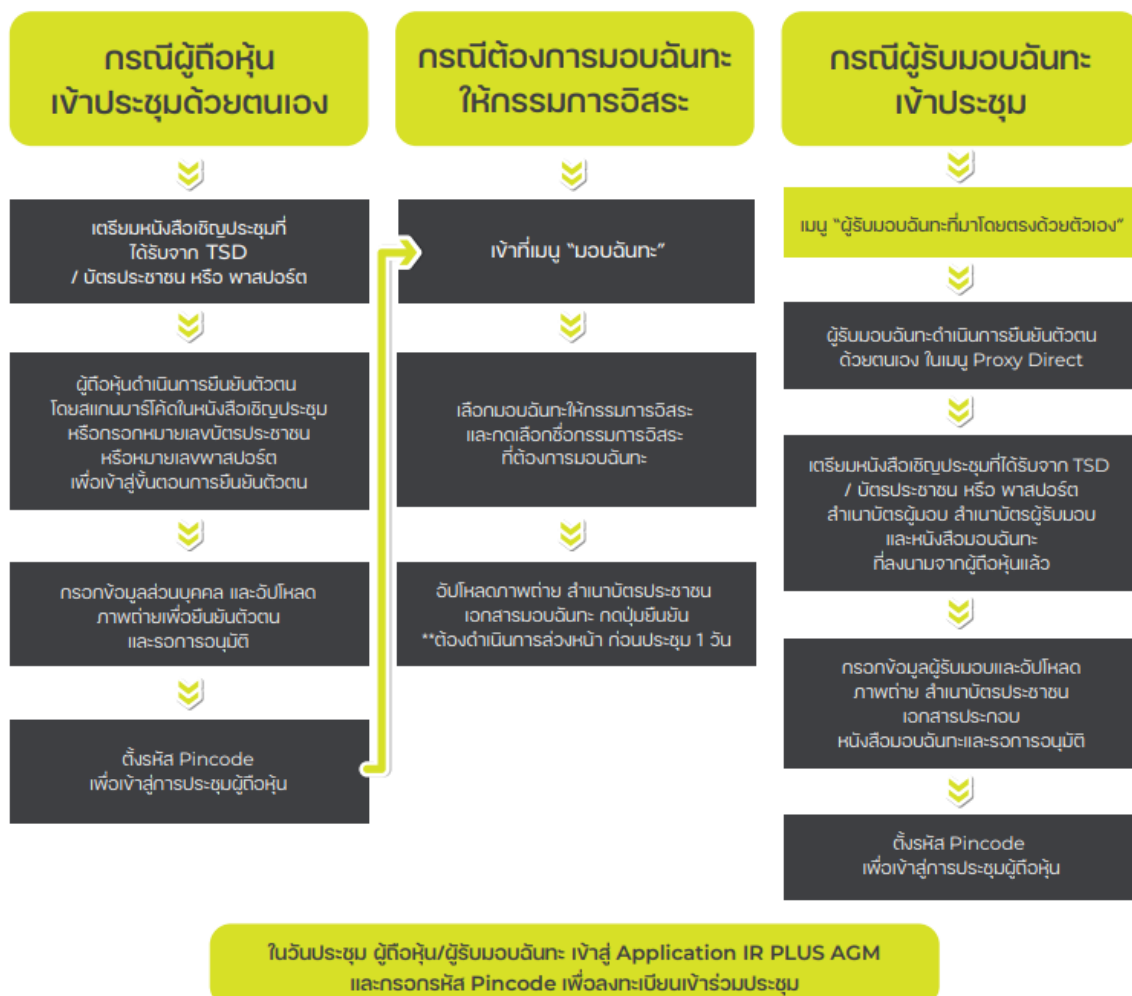 กรณีผู้ถือหุ้น
เข้าประชุมด้วยตนเอง
เตรียมหนังสือเชิญประชุมที่
ได้รับจาก TSD
/ บัตรประชาชน หรือ พาสปอร์ต
ผู้ถือหุ้นดำเนินการยืนยันตัวตน
โดยสแกนบาร์โค้ดในหนังสือเชิญประชุม
หรือกรอกหมายเลขบัตรประชาชน
หรือหมายเลขพาสปอร์ต
เพื่อเข้าสู่ขั้นตอนการยืนยันตัวตน
กรอกข้อมูลส่วนบุคคล และอัปโหลด
ภาพถ่ายเพื่อยืนยันตัวตน
และรอการอนุมัติ
ตั้งรหัส Pincode
เพื่อเข้าสู่การประชุมผู้ถือหุ้น
กรณีต้องการมอบฉันทะ
ให้กรรมการอิสระ
เข้าที่เมนู “มอบฉันทะ”
เลือกมอบฉันทะให้กรรมการอิสระ
และกดเลือกชื่อกรรมการอิสระ
ที่ต้องการมอบฉันทะ
อัปโหลดภาพถ่าย สำเนาบัตรประชาชน
เอกสารมอบฉันทะ กดปุ่มยืนยัน
**ต้องดำเนินการล่วงหน้า ก่อนประชุม 1 วัน
กรณีผู้รับมอบฉันทะ
เข้าประชุม
เมนู “ผู้รับมอบฉันทะที่มาโดยตรงด้วยตัวเอง”
ผู้รับมอบฉันทะดำเนินการยืนยันตัวตน
ด้วยตนเอง ในเมนู Proxy Direct
เตรียมหนังสือเชิญประชุมที่ได้รับจาก TSD
/ บัตรประชาชน หรือ พาสปอร์ต
สำเนาบัตรผู้มอบ สำเนาบัตรผู้รับมอบ
และหนังสือมอบฉันทะ
ที่ลงนามจากผู้ถือหุ้นแล้ว
กรอกข้อมูลผู้รับมอบและอัปโหลด
ภาพถ่าย สำเนาบัตรประชาชน
เอกสารประกอบ
หนังสือมอบฉันทะและรอการอนุมัติ
ตั้งรหัส Pincode
เพื่อเข้าสู่การประชุมผู้ถือหุ้น
ในวันประชุม ผู้ถือหุ้น/ผู้รับมอบฉันทะ เข้าสู่ Application IR PLUS AGM
และกรอกรหัส Pincode เพื่อลงทะเบียนเข้าร่วมประชุม